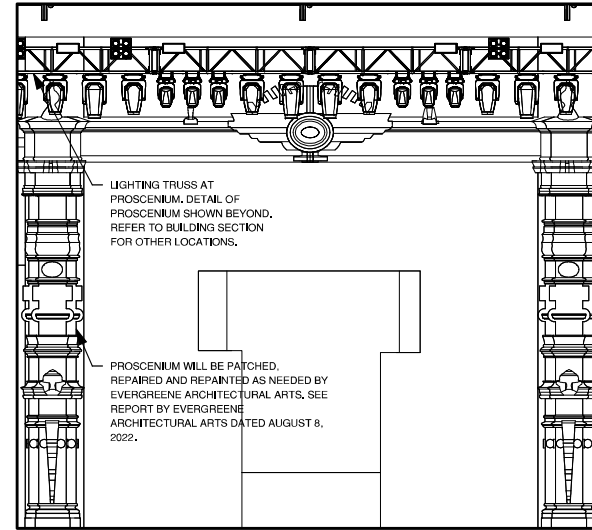 LIGHTING TRUSS AT
PROSCENIUM. DETAIL OF
PROSCENIUM SHOWN BEYOND.
REFER TO BUILDING SECTION
FOR OTHER LOCATIONS.
PROSCENIUM WILL BE PATCHED,
REPAIRED AND REPAINTED AS NEEDED BY
EVERGREENE ARCHITECTURAL ARTS. SEE
REPORT BY EVERGREENE
ARCHITECTURAL ARTS DATED AUGUST 8,
2022.